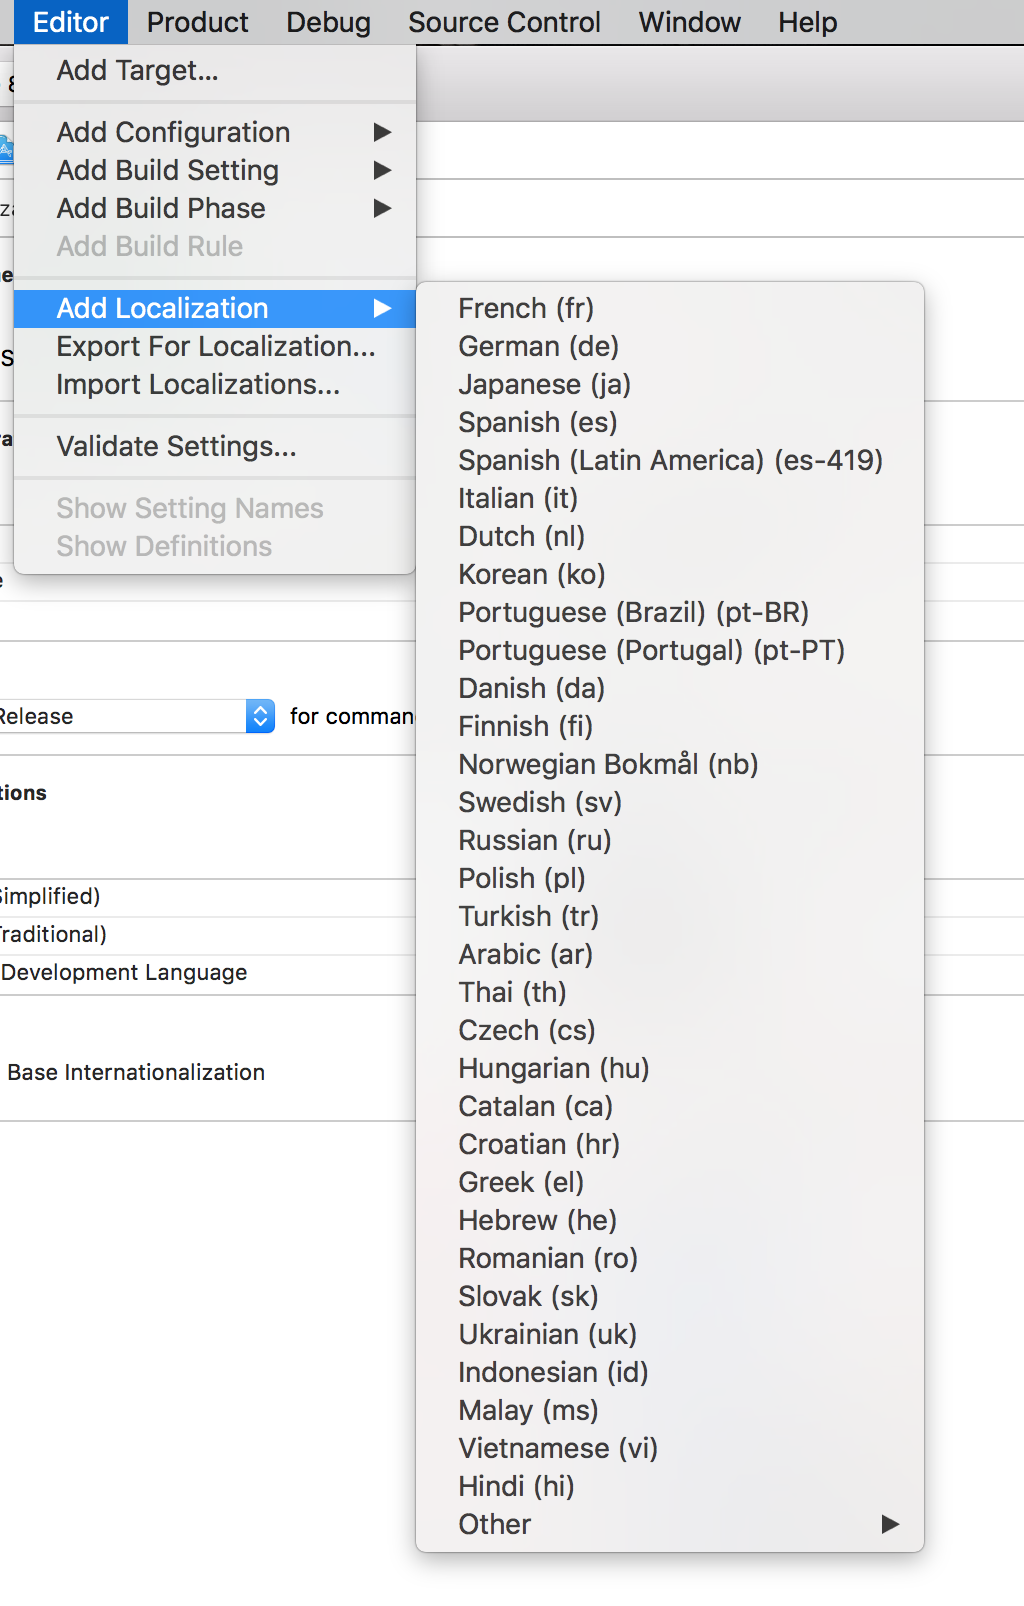 Editor Product Debug Source Control Window Help
Add Target...
Add Configuration
Add Build Setting
Add Build Phase
Add Build Rule
Add Localization
Export For Localization...
Import Localizations...
Validate Settings...
Show Setting Names
Show Definitions
French (fr)
German (de)
Japanese (ja)
Spanish (es)
Spanish (Latin America) (es-419)
Italian (it)
Dutch (nl)
Korean (ko)
Portuguese (Brazil) (pt-BR)
Portuguese (Portugal) (pt-PT)
Danish (da)
Finnish (fi)
Norwegian Bokmål (nb)
Swedish (sv)
Russian (ru)
Polish (pl)
Turkish (tr)
Arabic (ar)
Thai (th)
Czech (cs)
Hungarian (hu)
Catalan (ca)
Croatian (hr)
Greek (el)
Hebrew (he)
Romanian (ro)
Slovak (sk)
Ukrainian (uk)
Indonesian (id)
Malay (ms)
Vietnamese (vi)
Hindi (hi)
Other
Release for comman
tions
Simplified)
Traditional)
Development Language
Base Internationalization